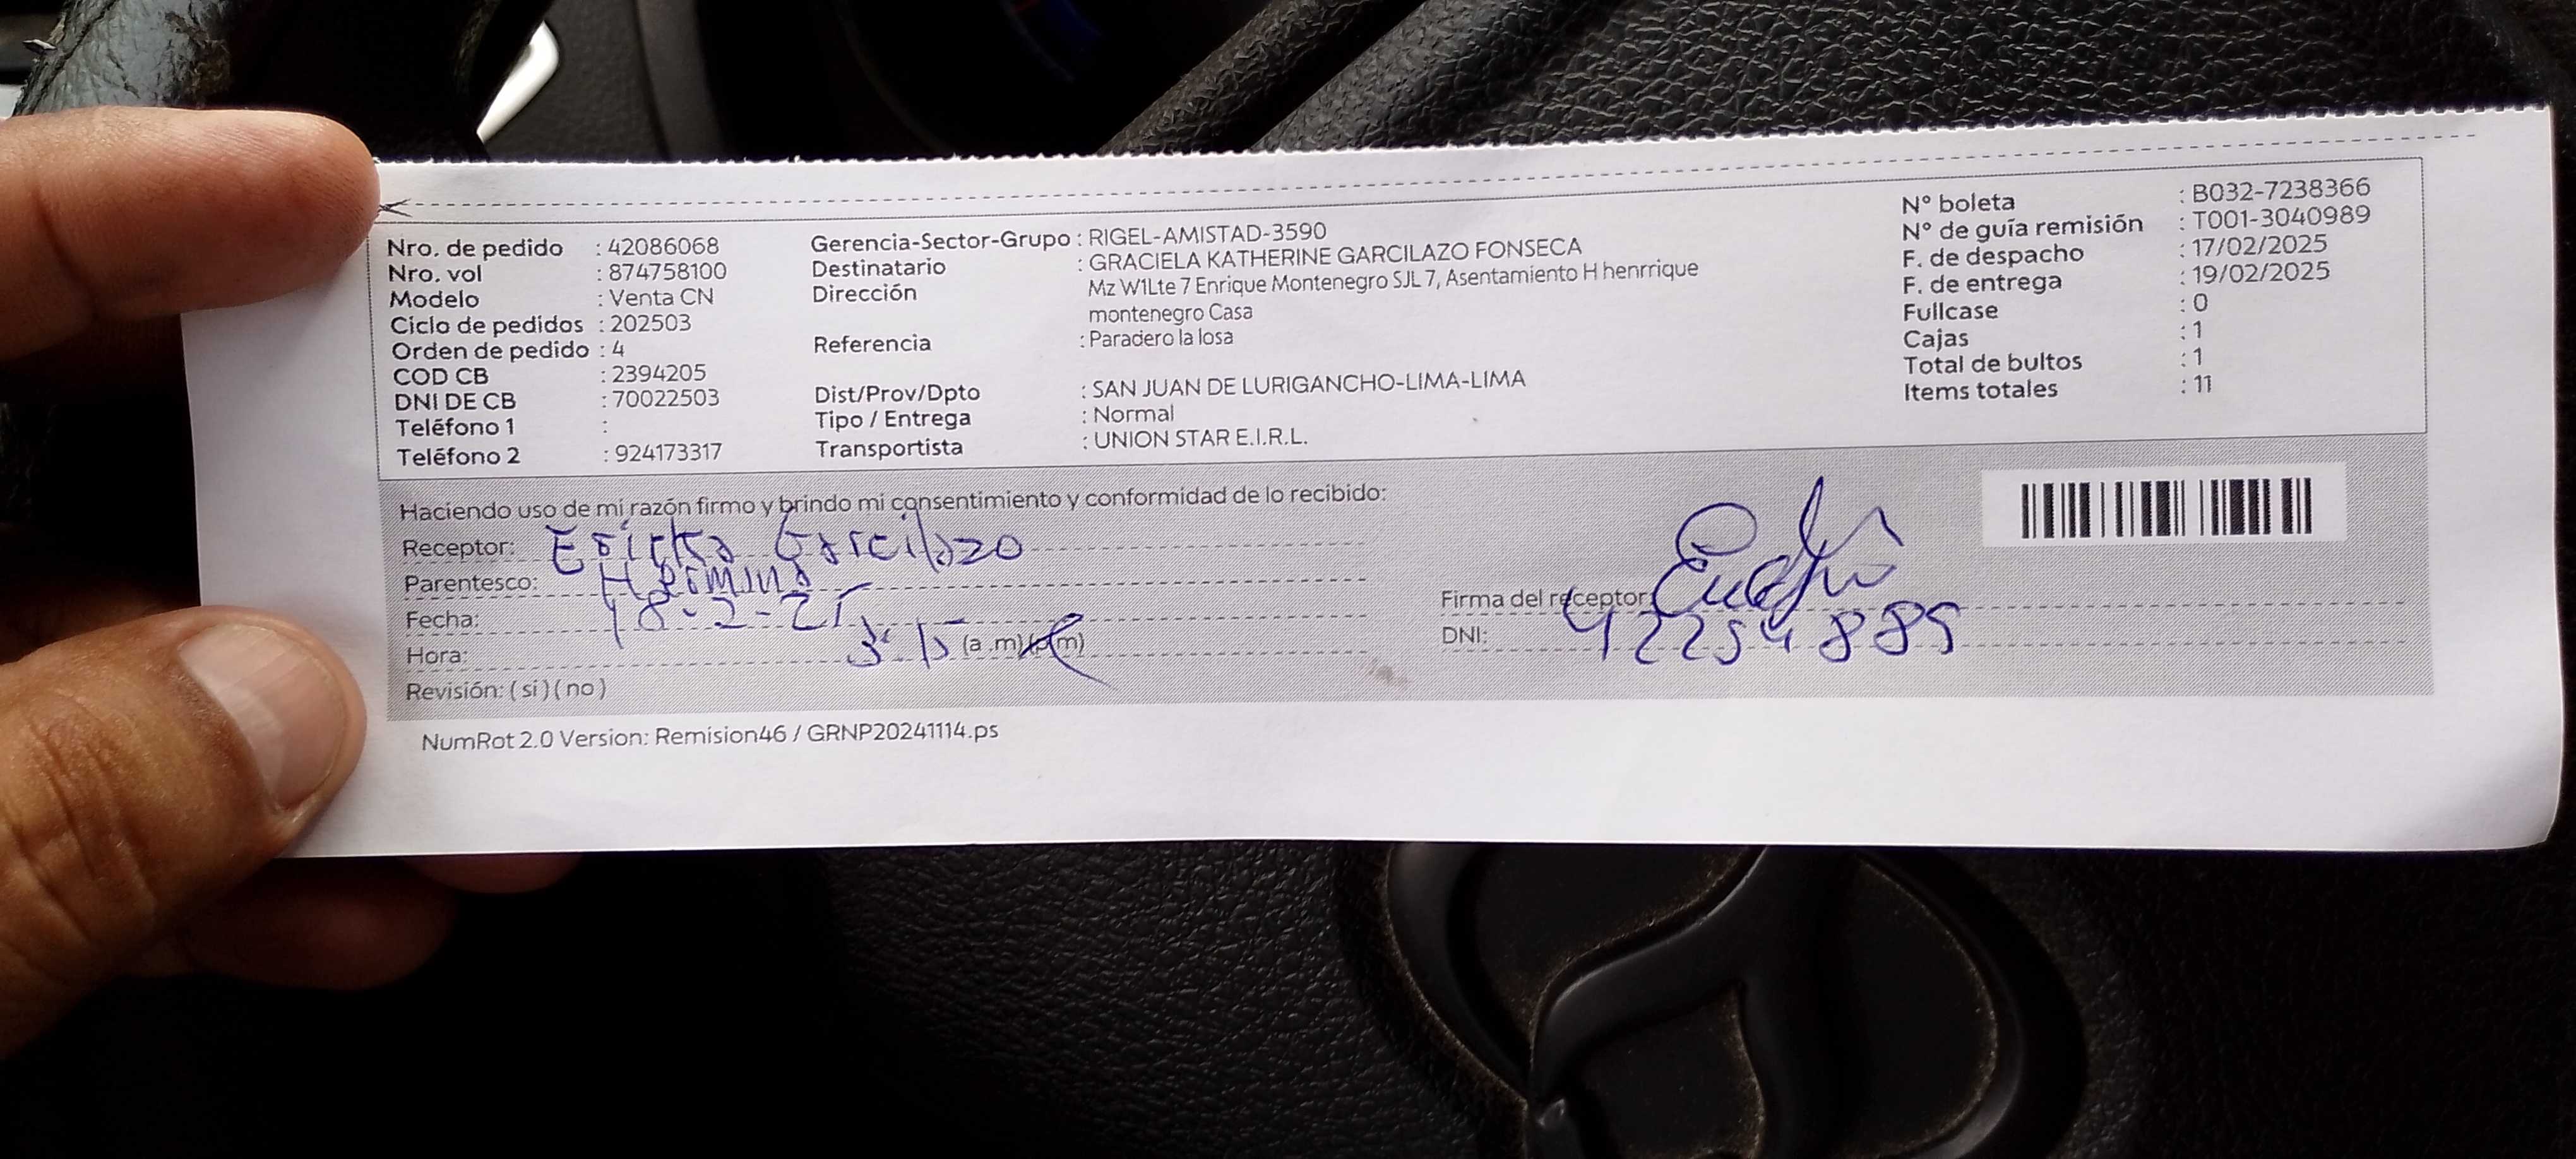 Nro. de pedido : 42086068
Nro. vol : 874758100
Modelo : Venta CN
Ciclo de pedidos : 202503
Orden de pedido : 4
COD CB : 2394205
DNI DE CB : 70022503
Teléfono 1 :
Teléfono 2 : 924173317
Gerencia-Sector-Grupo : RIGEL-AMISTAD-3590
Destinatario : GRACIELA KATHERINE GARCILAZO FONSECA
Dirección : Mz W1Lte 7 Enrique Montenegro SJL 7, Asentamiento H henrrique
montenegro Casa
Referencia : Paradero la losa
Dist/Prov/Dpto : SAN JUAN DE LURIGANCHO-LIMA-LIMA
Tipo / Entrega : Normal
Transportista : UNION STAR E.I.R.L.
N° boleta : B032-7238366
N° de guía remisión : T001-3040989
F. de despacho : 17/02/2025
F. de entrega : 19/02/2025
Fullcase : 0
Cajas : 1
Total de bultos : 1
Items totales : 11
Haciendo uso de mi razón firmo y brindo mi consentimiento y conformidad de lo recibido:
Receptor: Ericka Garcilazo
Parentesco: Hermana
Fecha: 18-2-25
Hora: 3:15 (a .m)(p.m)
Revisión: ( si ) ( no )
Firma del receptor:
DNI: 42254889
NumRot 2.0 Version: Remision46 / GRNP20241114.ps